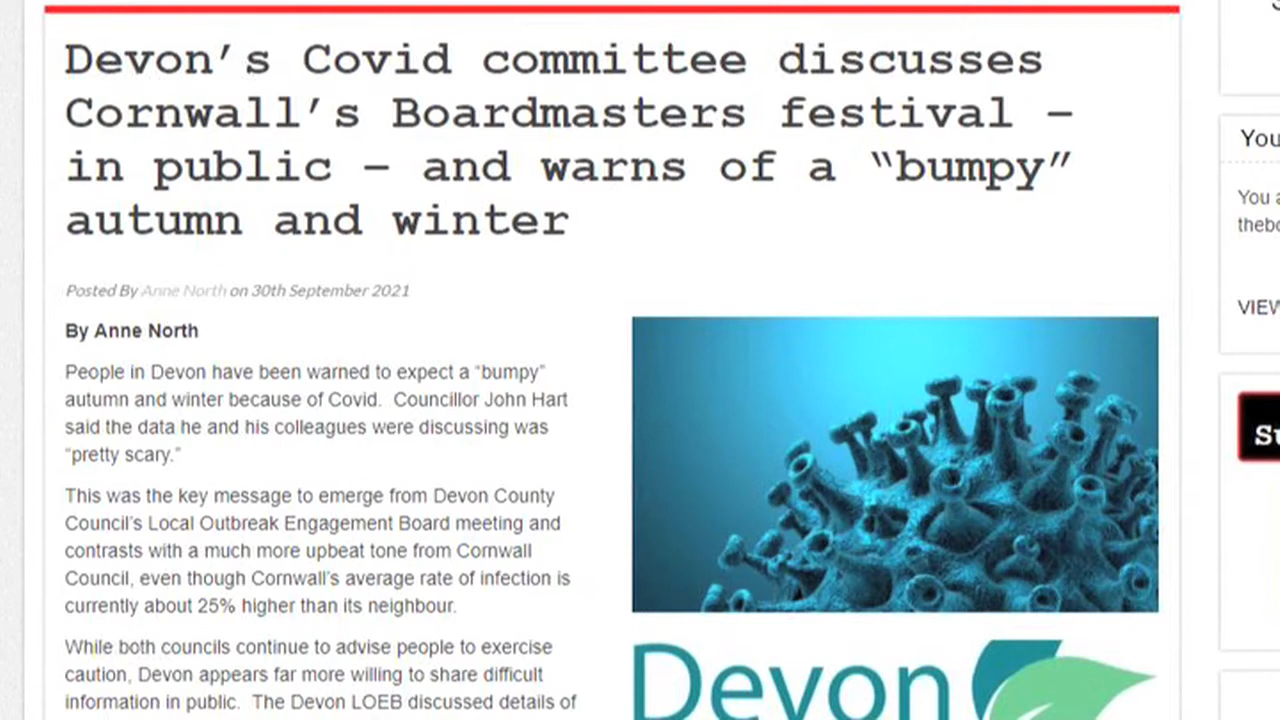 Devon’s Covid committee discusses
Cornwall’s Boardmasters festival –
in public – and warns of a “bumpy”
autumn and winter
Posted By Anne North on 30th September 2021
By Anne North
People in Devon have been warned to expect a “bumpy”
autumn and winter because of Covid.  Councillor John Hart
said the data he and his colleagues were discussing was
“pretty scary.”
This was the key message to emerge from Devon County
Council’s Local Outbreak Engagement Board meeting and
contrasts with a much more upbeat tone from Cornwall
Council, even though Cornwall’s average rate of infection is
currently about 25% higher than its neighbour.
While both councils continue to advise people to exercise
caution, Devon appears far more willing to share difficult
information in public.  The Devon LOEB discussed details of
Devon
You
You a
thebo
VIEW
Su